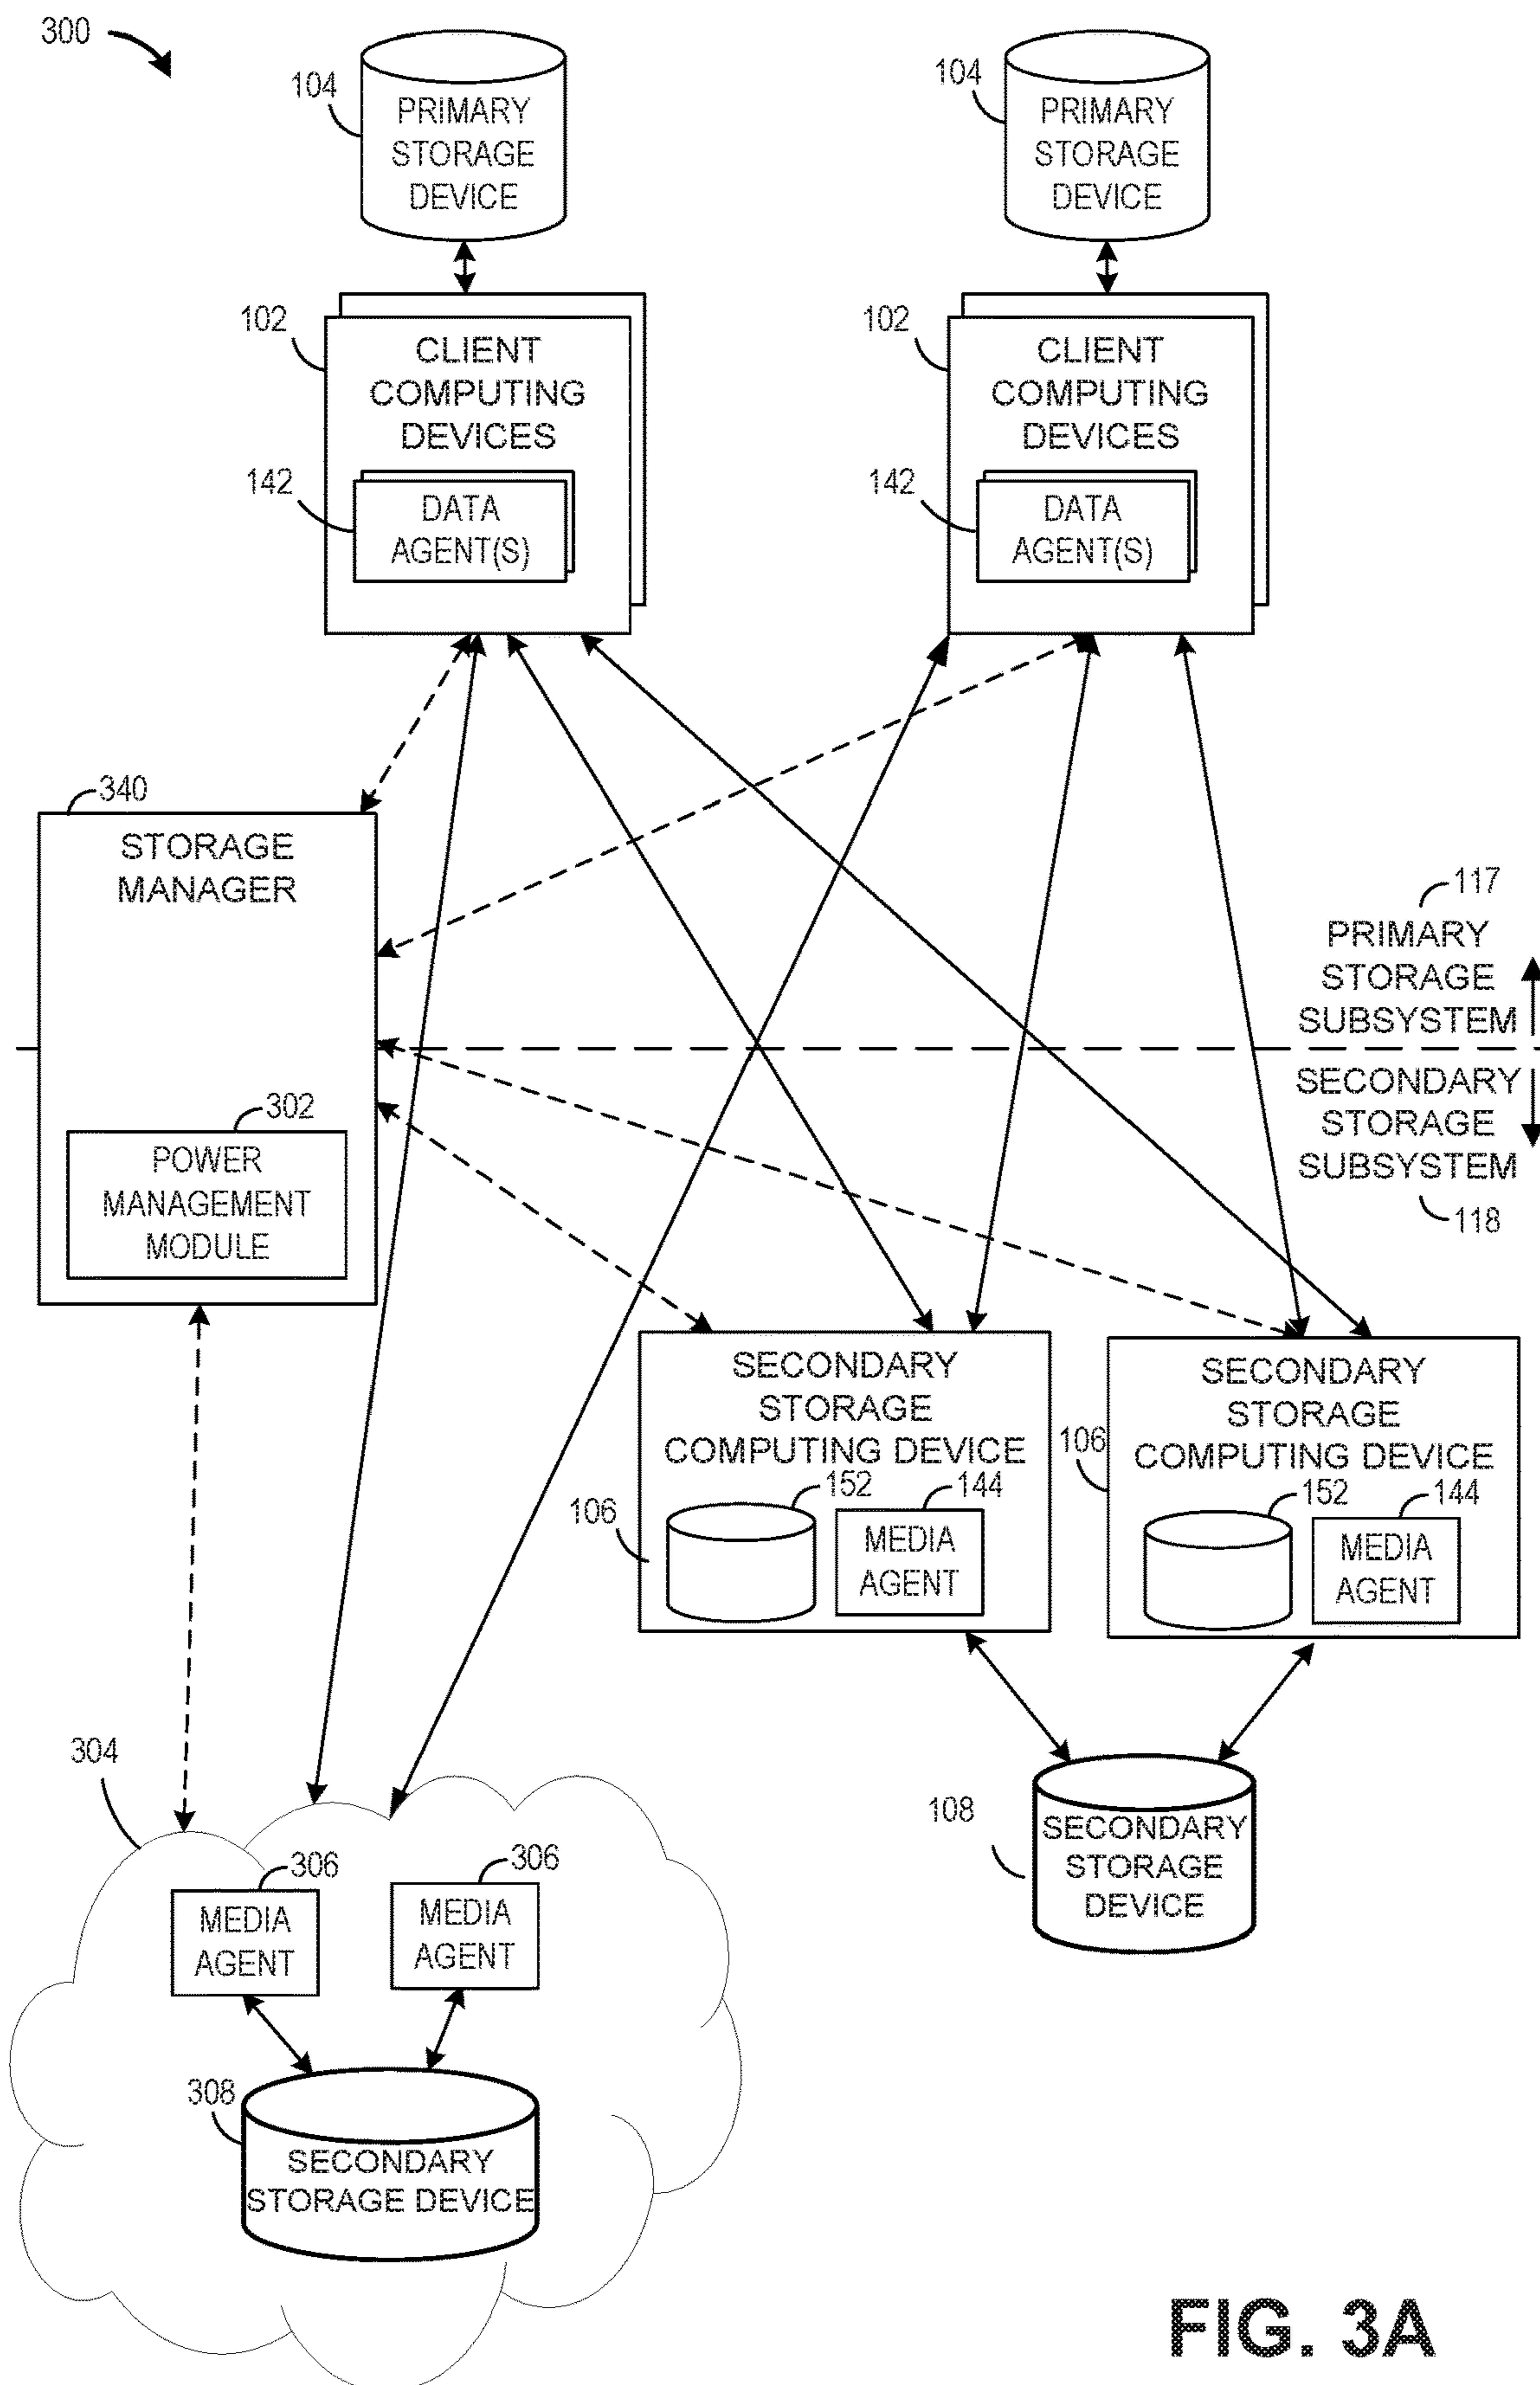 300
104
PRIMARY
STORAGE
DEVICE
104
PRIMARY
STORAGE
DEVICE
102
CLIENT
COMPUTING
DEVICES
142
DATA
AGENT(S)
102
CLIENT
COMPUTING
DEVICES
142
DATA
AGENT(S)
340
STORAGE
MANAGER
117
PRIMARY
STORAGE
SUBSYSTEM
SECONDARY
STORAGE
SUBSYSTEM
118
302
POWER
MANAGEMENT
MODULE
SECONDARY
STORAGE
COMPUTING DEVICE
106
152
144
MEDIA
AGENT
SECONDARY
STORAGE
COMPUTING DEVICE
106
152
144
MEDIA
AGENT
108
SECONDARY
STORAGE
DEVICE
304
306
MEDIA
AGENT
306
MEDIA
AGENT
308
SECONDARY
STORAGE DEVICE
FIG. 3A